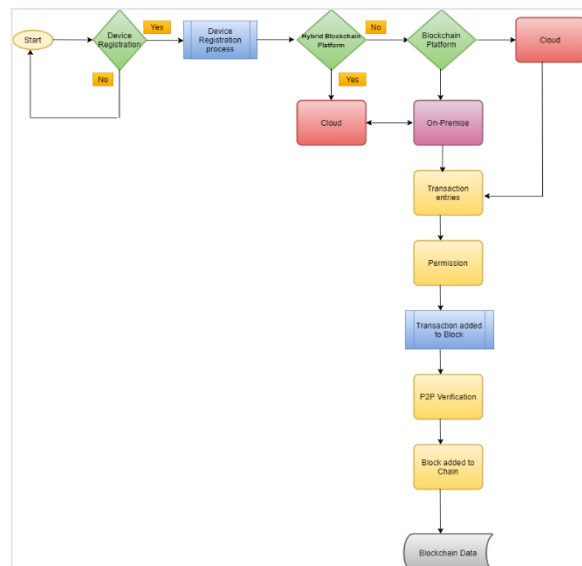 Start
Device
Registration
Yes
No
Device
Registration
process
Hybrid Blockchain
Platform
No
Yes
Blockchain
Platform
Cloud
Cloud
On-Premise
Transaction
entries
Permission
Transaction added
to Block
P2P Verification
Block added to
Chain
Blockchain Data